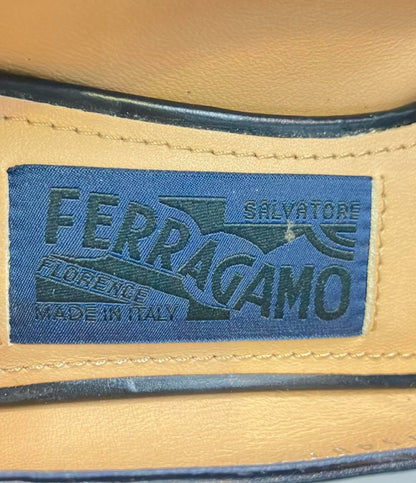 SALVATORE
FERRAGAMO
FLORENCE
MADE IN ITALY